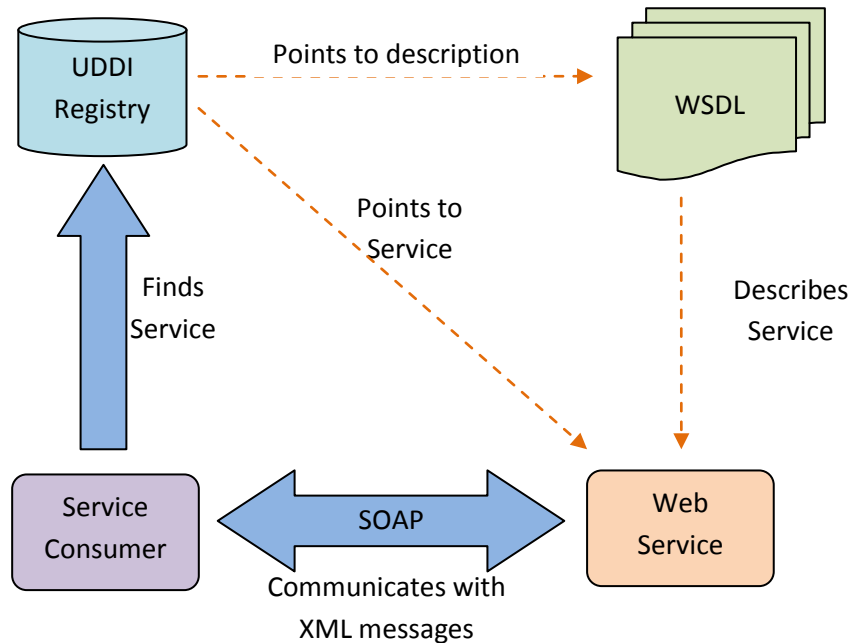 UDDI
Registry
Points to description
WSDL
Points to
Service
Finds
Service
Describes
Service
Service
Consumer
SOAP
Web
Service
Communicates with
XML messages